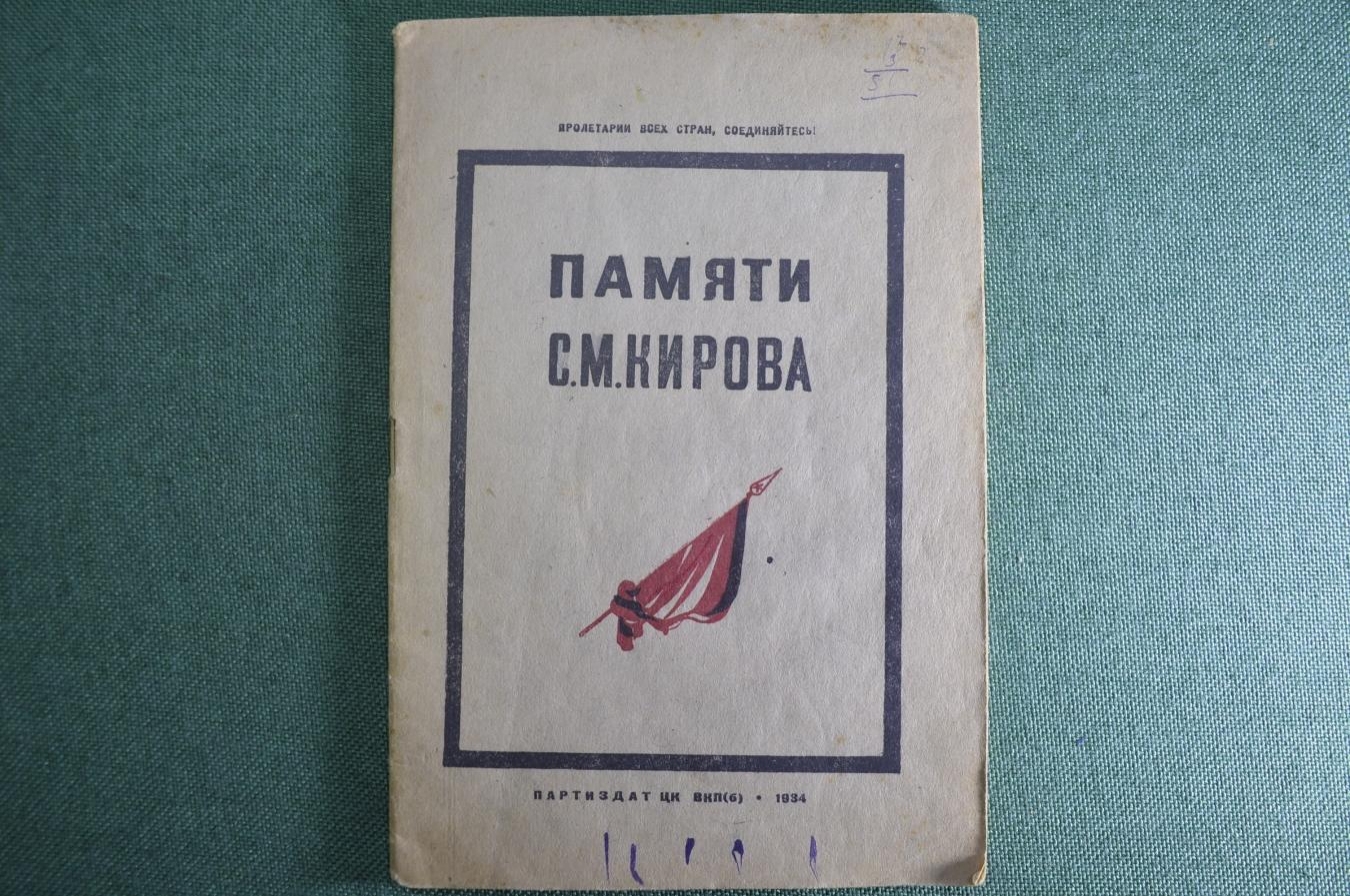 ПРОЛЕТАРИИ ВСЕХ СТРАН, СОЕДИНЯЙТЕСЬ!
ПАМЯТИ
С.М.КИРОВА
ПАРТИЗДАТ ЦК ВКП(б) • 1934